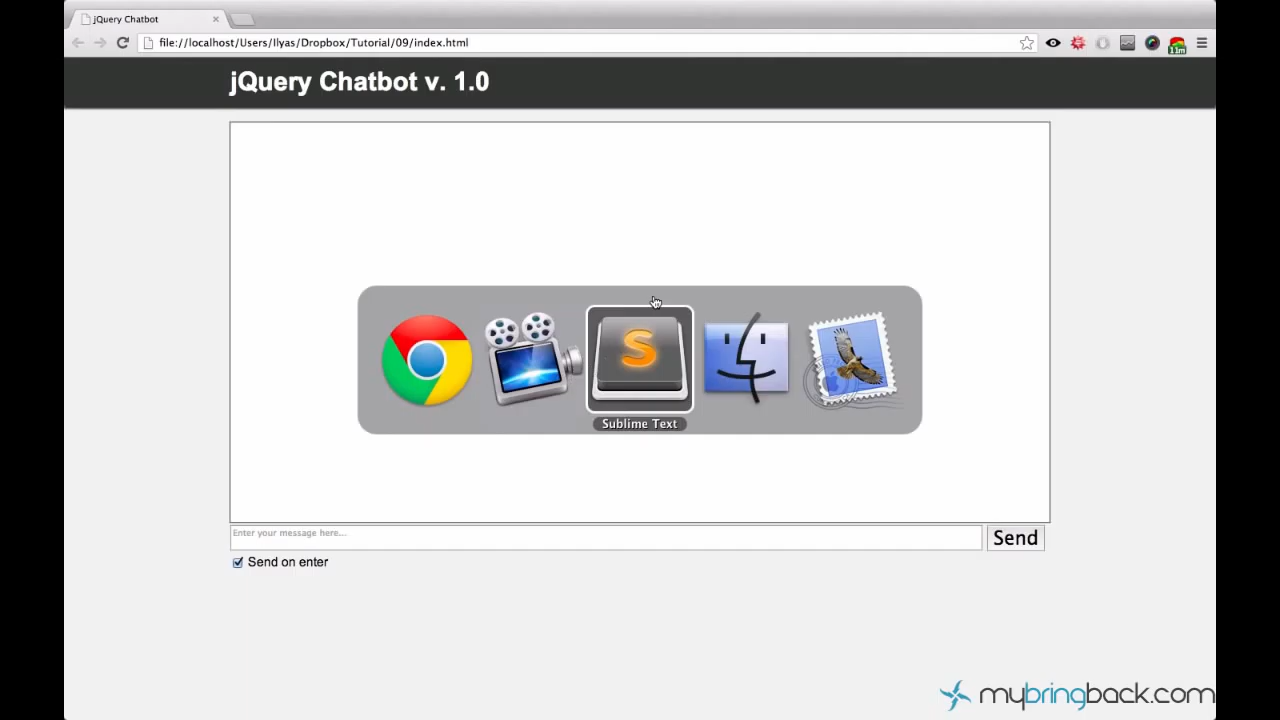 jQuery Chatbot
file://localhost/Users/Ilyas/Dropbox/Tutorial/09/index.html
11m
jQuery Chatbot v. 1.0
S
Sublime Text
Enter your message here...
Send
Send on enter
mybringback.com